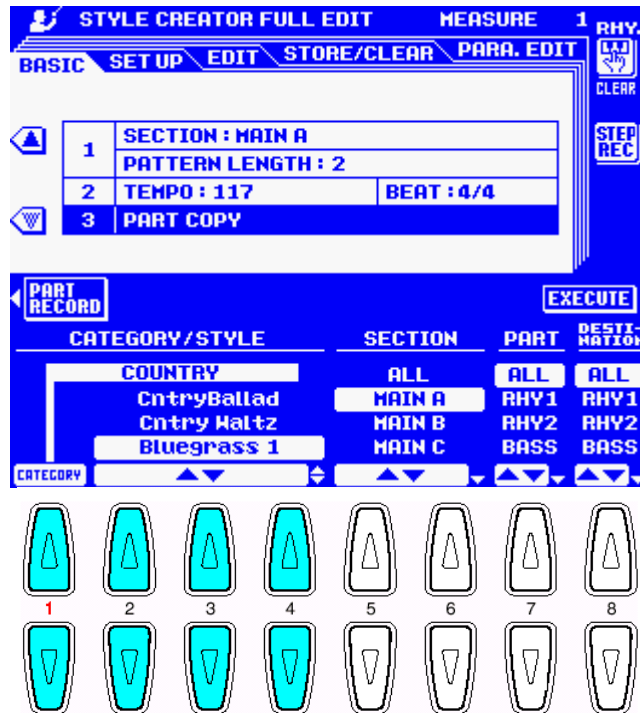 STYLE CREATOR FULL EDIT MEASURE 1
RHY.
BASIC SET UP EDIT STORE/CLEAR PARA. EDIT
CLEAR
1 SECTION : MAIN A
PATTERN LENGTH : 2
STEP
REC
2 TEMPO : 117 BEAT : 4/4
3 PART COPY
PART
RECORD
EXECUTE
CATEGORY/STYLE SECTION PART DESTI-
NATION
COUNTRY ALL ALL ALL
CntryBallad MAIN A RHY1 RHY1
Cntry Waltz MAIN B RHY2 RHY2
Bluegrass 1 MAIN C BASS BASS
CATEGORY
1 2 3 4 5 6 7 8